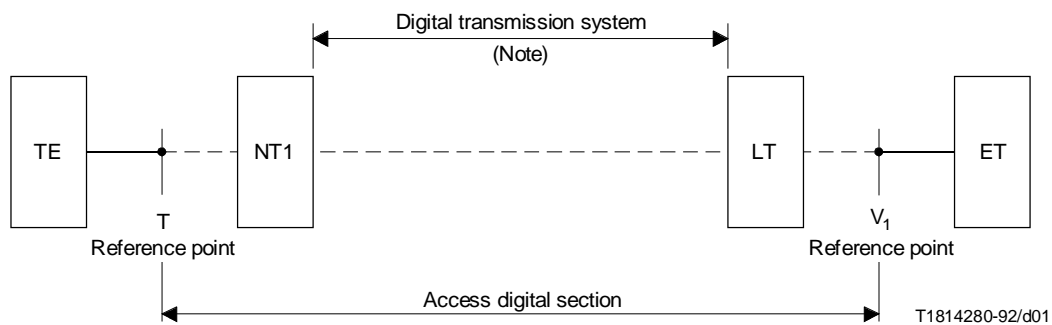 Digital transmission system
(Note)
TE
NT1
LT
ET
T
Reference point
V1
Reference point
Access digital section
T1814280-92/d01